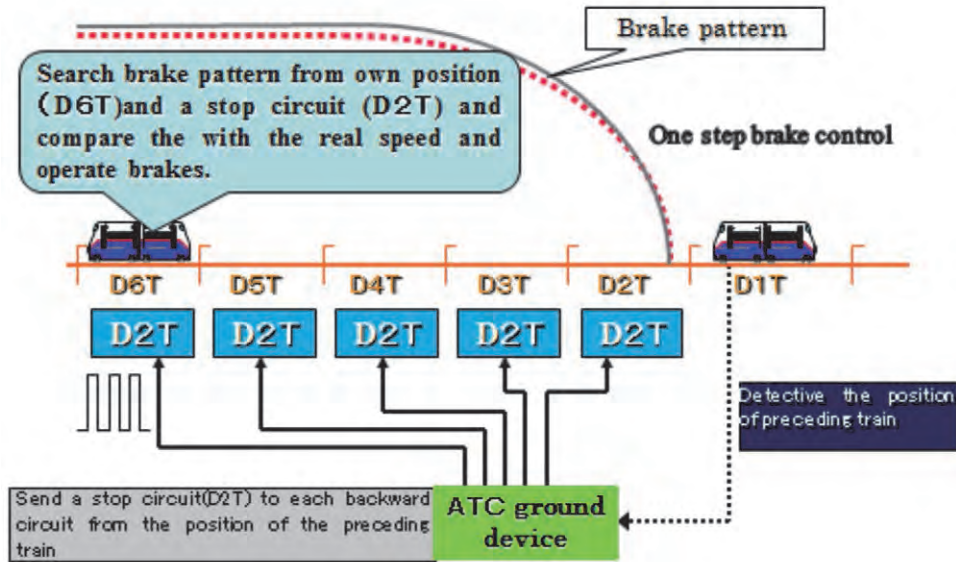 Brake pattern
Search brake pattern from own position
(D6T)and a stop circuit (D2T) and
compare the with the real speed and
operate brakes.
One step brake control
D6T D5T D4T D3T D2T D1T
D2T D2T D2T D2T D2T
Detective the position
of preceding train
Send a stop circuit(D2T) to each backward
circuit from the position of the preceding
train
ATC ground
device